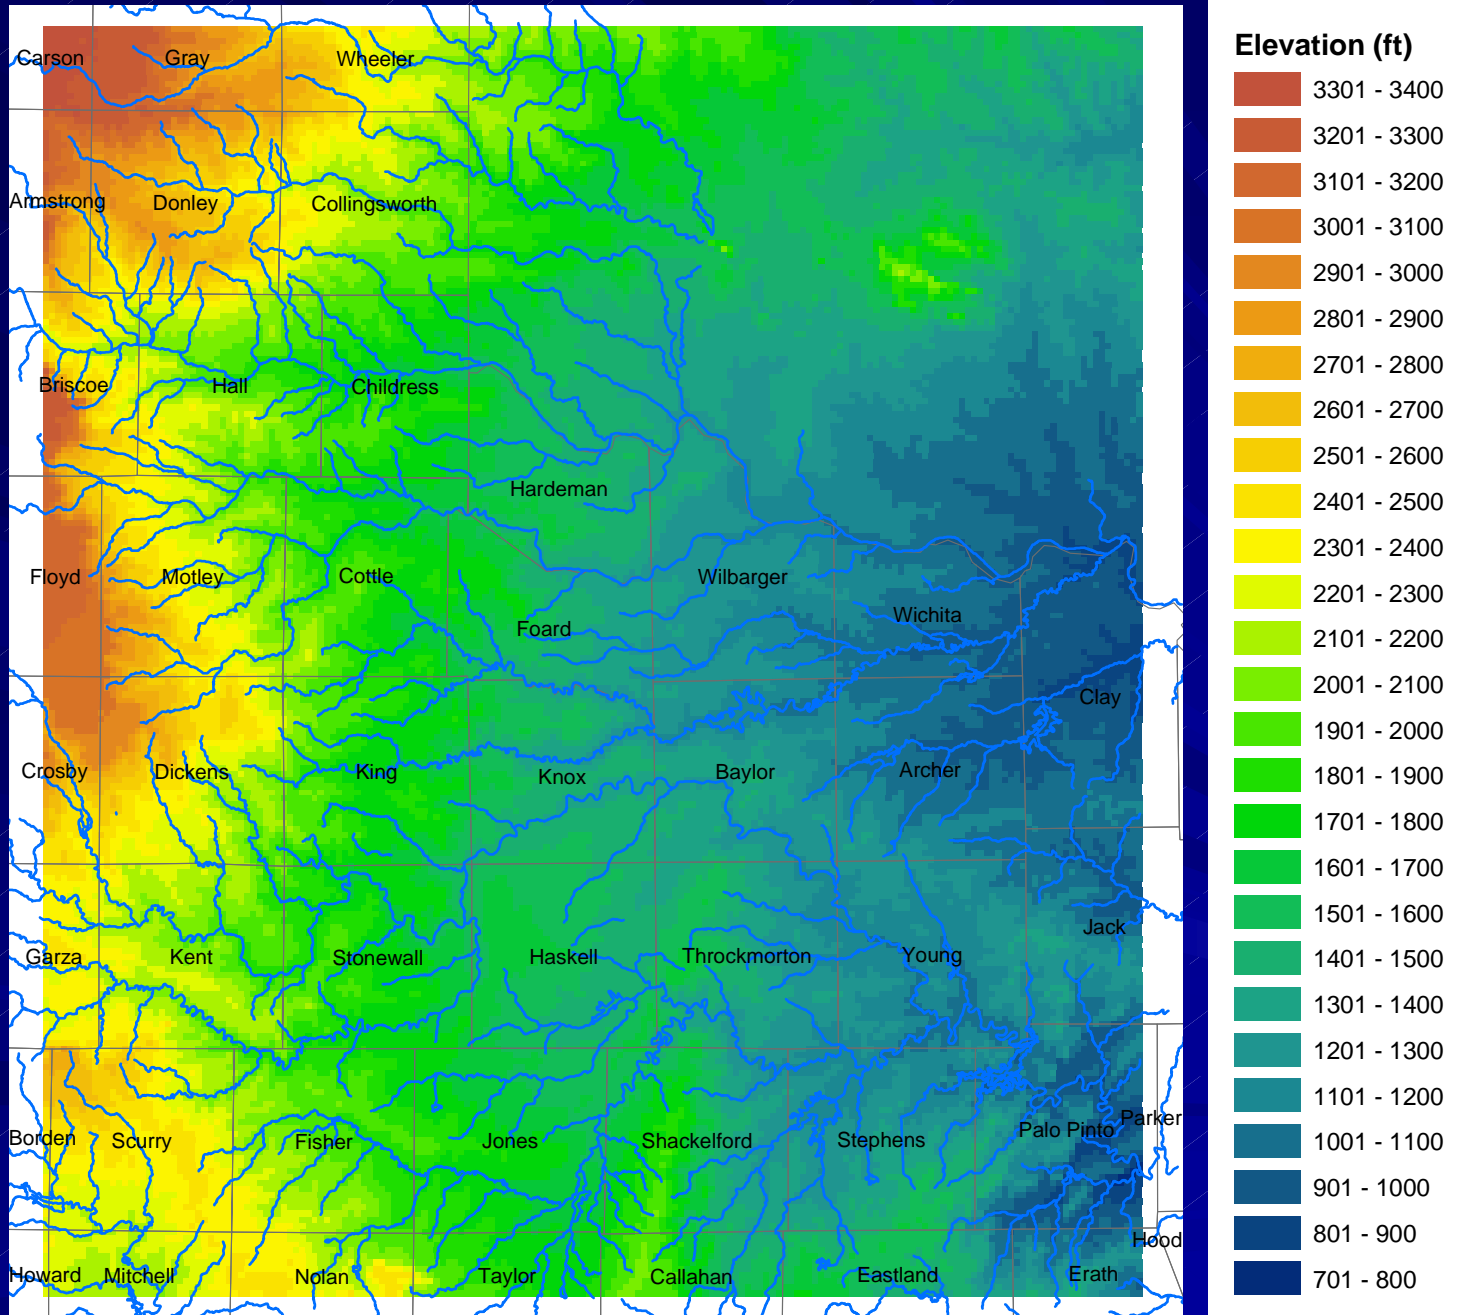 Elevation (ft)
3301 - 3400
3201 - 3300
3101 - 3200
3001 - 3100
2901 - 3000
2801 - 2900
2701 - 2800
2601 - 2700
2501 - 2600
2401 - 2500
2301 - 2400
2201 - 2300
2101 - 2200
2001 - 2100
1901 - 2000
1801 - 1900
1701 - 1800
1601 - 1700
1501 - 1600
1401 - 1500
1301 - 1400
1201 - 1300
1101 - 1200
1001 - 1100
901 - 1000
801 - 900
701 - 800
Carson
Gray
Wheeler
Armstrong
Donley
Collingsworth
Briscoe
Hall
Childress
Hardeman
Floyd
Motley
Cottle
Wilbarger
Foard
Wichita
Clay
Crosby
Dickens
King
Knox
Baylor
Archer
Jack
Garza
Kent
Stonewall
Haskell
Throckmorton
Young
Borden
Scurry
Fisher
Jones
Shackelford
Stephens
Palo Pinto
Parker
Hood
Howard
Mitchell
Nolan
Taylor
Callahan
Eastland
Erath